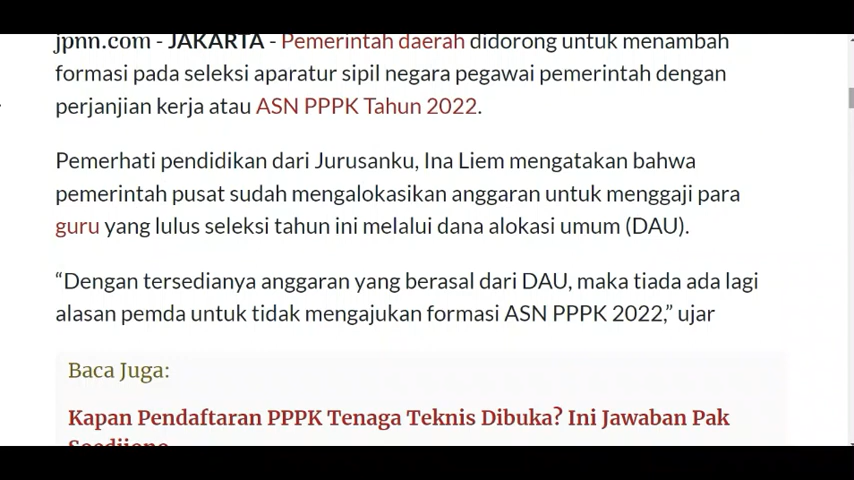 jpnn.com - JAKARTA - Pemerintah daerah didorong untuk menambah
formasi pada seleksi aparatur sipil negara pegawai pemerintah dengan
perjanjian kerja atau ASN PPPK Tahun 2022.
Pemerhati pendidikan dari Jurusanku, Ina Liem mengatakan bahwa
pemerintah pusat sudah mengalokasikan anggaran untuk menggaji para
guru yang lulus seleksi tahun ini melalui dana alokasi umum (DAU).
“Dengan tersedianya anggaran yang berasal dari DAU, maka tiada ada lagi
alasan pemda untuk tidak mengajukan formasi ASN PPPK 2022,” ujar
Baca Juga:
Kapan Pendaftaran PPPK Tenaga Teknis Dibuka? Ini Jawaban Pak